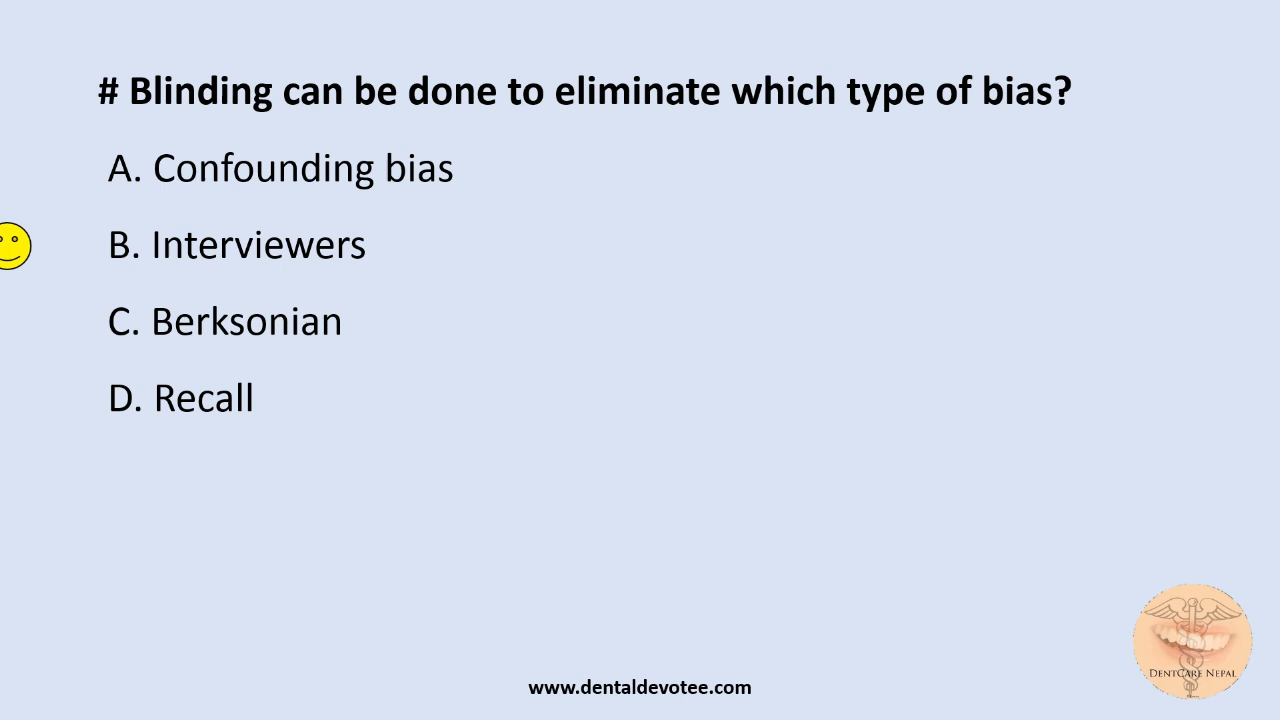 # Blinding can be done to eliminate which type of bias?
A. Confounding bias
B. Interviewers
C. Berksonian
D. Recall
DENTCARE NEPAL
www.dentaldevotee.com